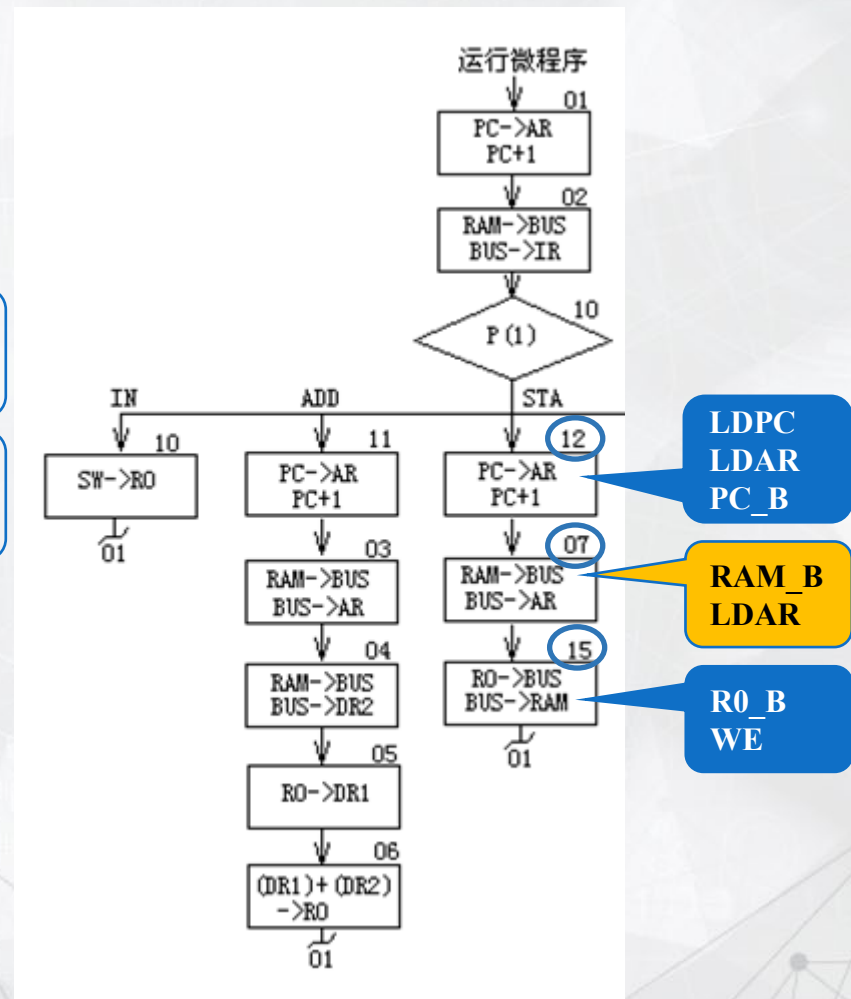 运行微程序
01
PC->AR
PC+1
02
RAM->BUS
BUS->IR
10
P(1)
IN
ADD
STA
10
SW->R0
01
11
PC->AR
PC+1
03
RAM->BUS
BUS->AR
04
RAM->BUS
BUS->DR2
05
R0->DR1
06
(DR1)+(DR2)
->R0
01
12
PC->AR
PC+1
07
RAM->BUS
BUS->AR
15
R0->BUS
BUS->RAM
01
LDPC
LDAR
PC_B
RAM_B
LDAR
R0_B
WE